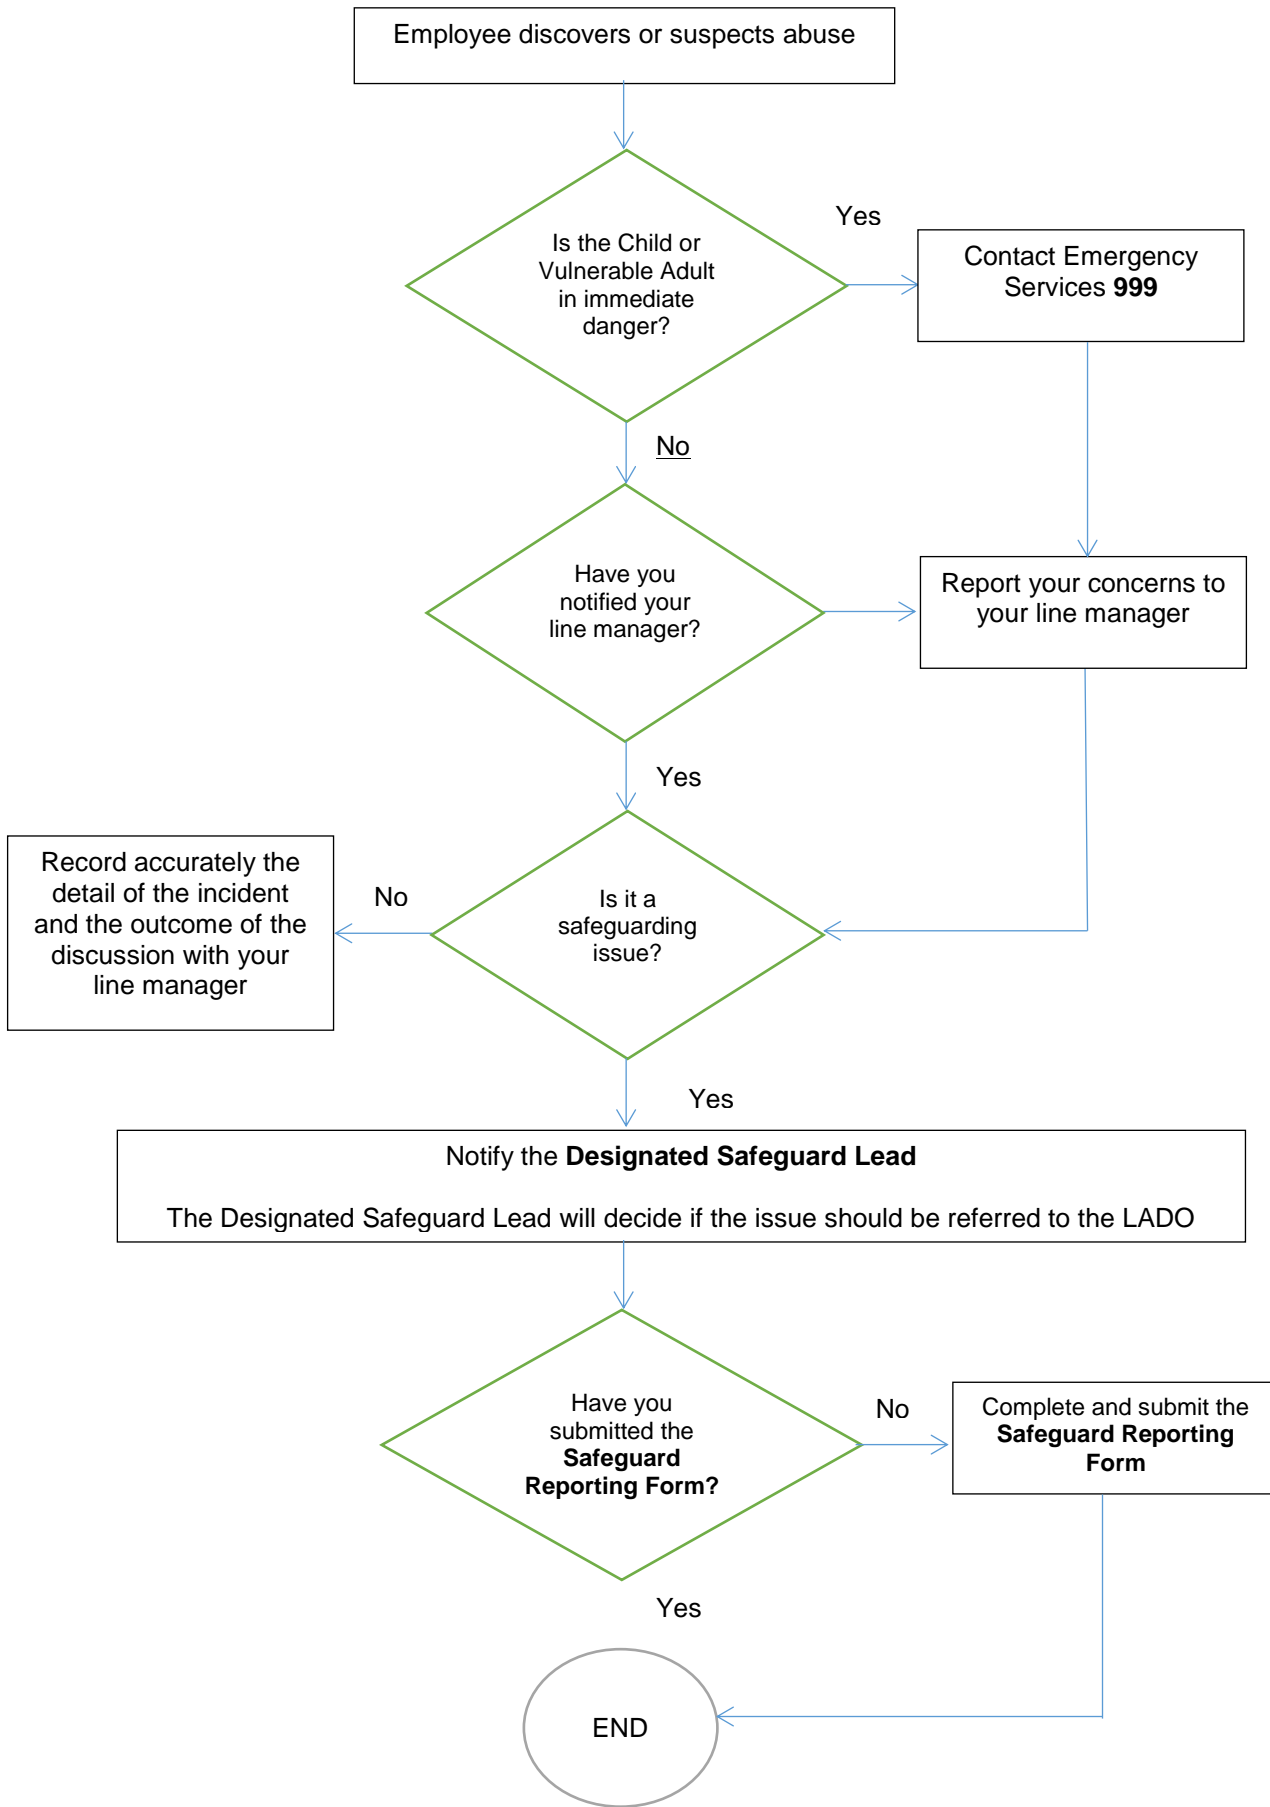 Employee discovers or suspects abuse
Yes
Is the Child or
Vulnerable Adult
in immediate
danger?
Contact Emergency
Services 999
No
Have you
notified your
line manager?
Report your concerns to
your line manager
Yes
Record accurately the
detail of the incident
and the outcome of the
discussion with your
line manager
No
Is it a
safeguarding
issue?
Yes
Notify the Designated Safeguard Lead
The Designated Safeguard Lead will decide if the issue should be referred to the LADO
Have you
submitted the
Safeguard
Reporting Form?
No
Complete and submit the
Safeguard Reporting
Form
Yes
END